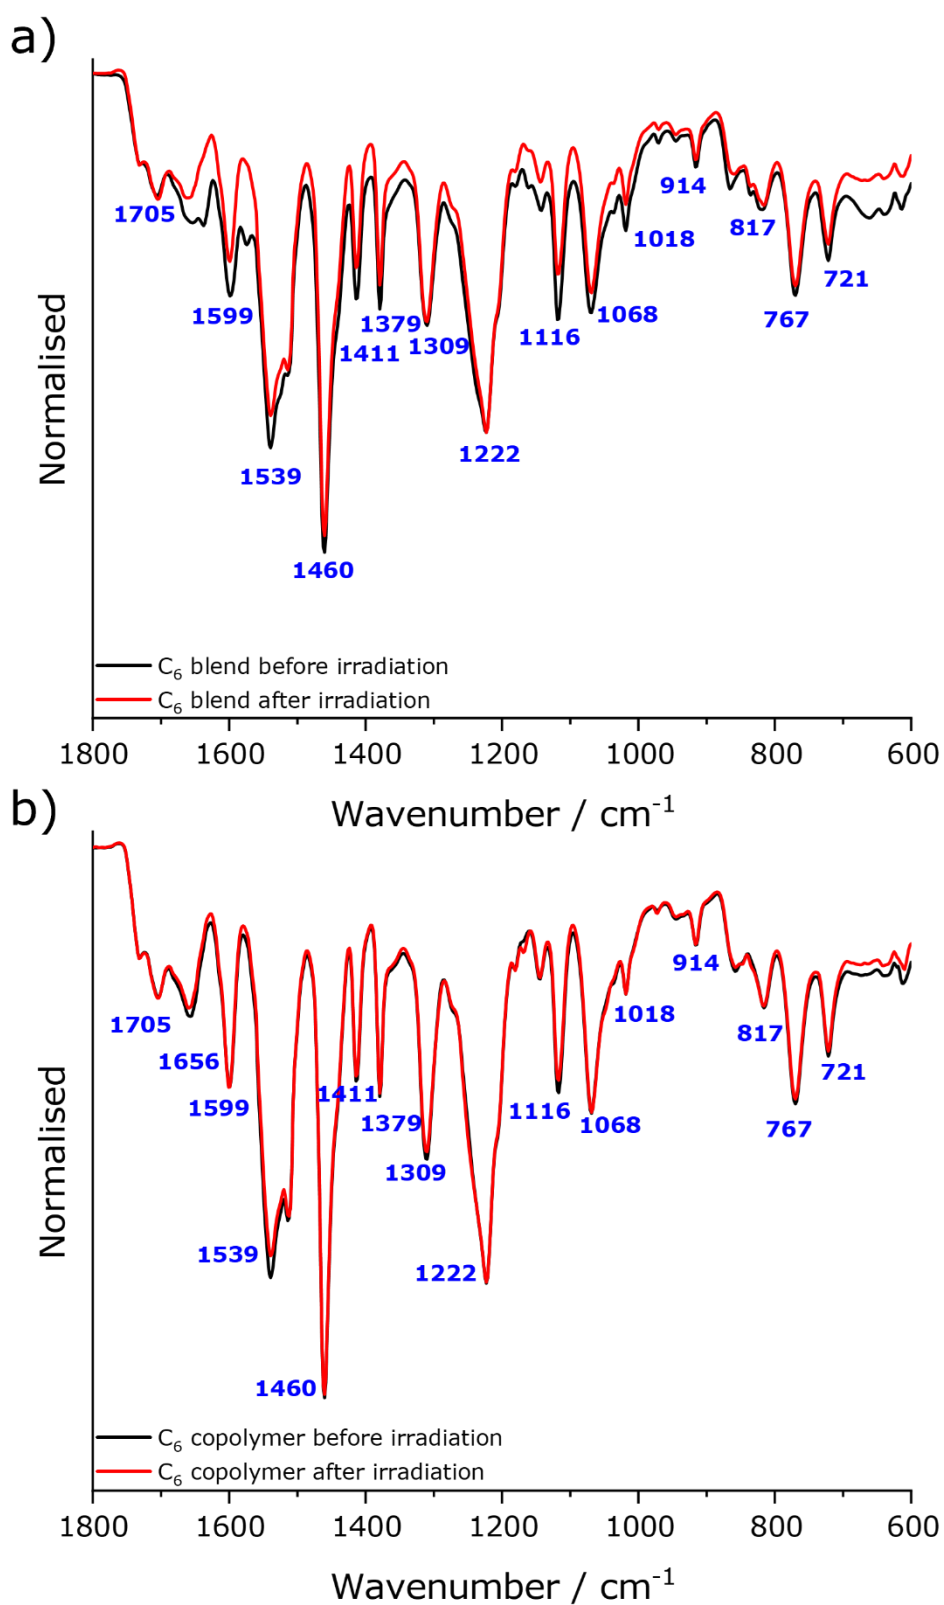 a)
Normalised
1705
1599
1539
1460
1411
1379
1309
1222
1116
1068
1018
914
817
767
721
C₆ blend before irradiation
C₆ blend after irradiation
1800 1600 1400 1200 1000 800 600
Wavenumber / cm⁻¹
b)
Normalised
1705
1656
1599
1539
1460
1411
1379
1309
1222
1116
1068
1018
914
817
767
721
C₆ copolymer before irradiation
C₆ copolymer after irradiation
1800 1600 1400 1200 1000 800 600
Wavenumber / cm⁻¹